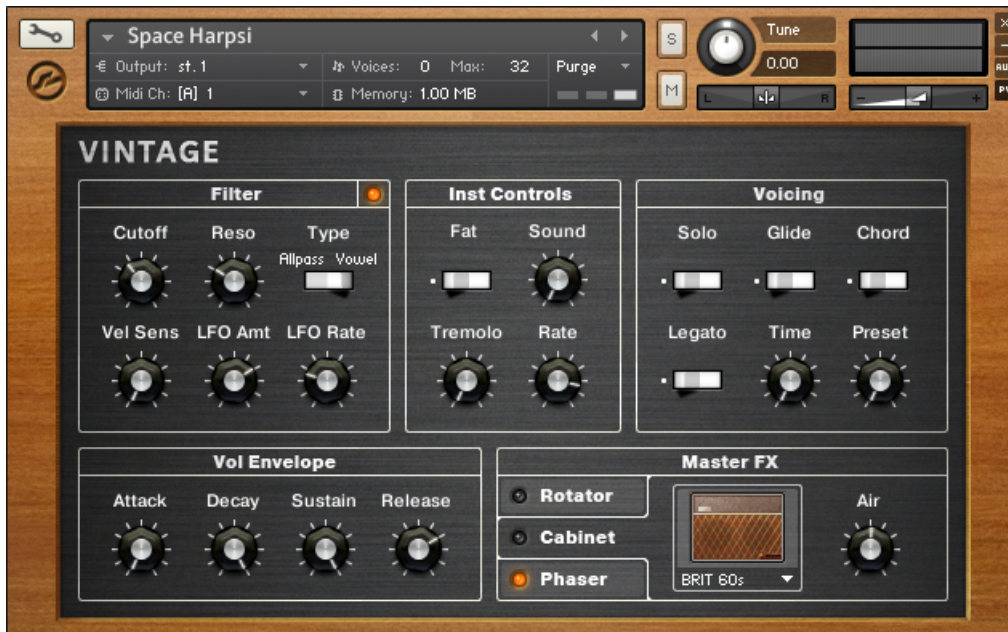 Space Harpsi
Output: st.1
Voices: 0 Max: 32
Purge
Midi Ch: [A] 1
Memory: 1.00 MB
S
M
Tune
0.00
L R
- +
×
-
AU
PV
VINTAGE
Filter
Cutoff Reso Type
Allpass Vowel
Vel Sens LFO Amt LFO Rate
Inst Controls
Fat Sound
Tremolo Rate
Voicing
Solo Glide Chord
Legato Time Preset
Vol Envelope
Attack Decay Sustain Release
Master FX
Rotator
Cabinet
Phaser
BRIT 60s
Air